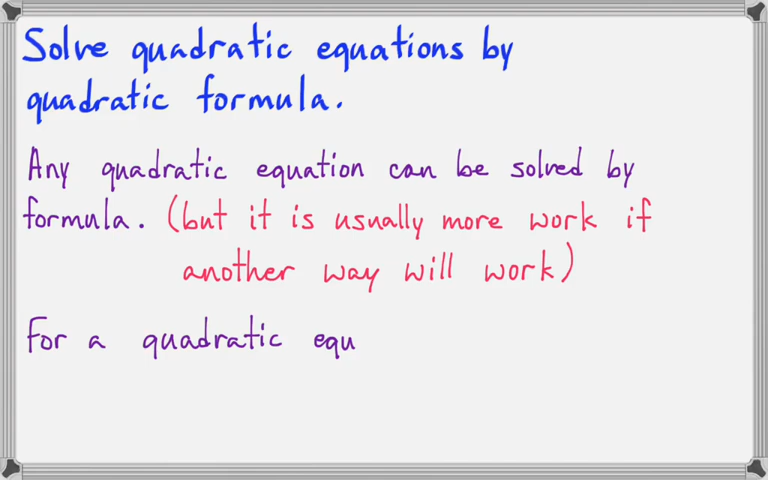 Solve quadratic equations by
quadratic formula.
Any quadratic equation can be solved by
formula. (but it is usually more work if
another way will work)
For a quadratic equ